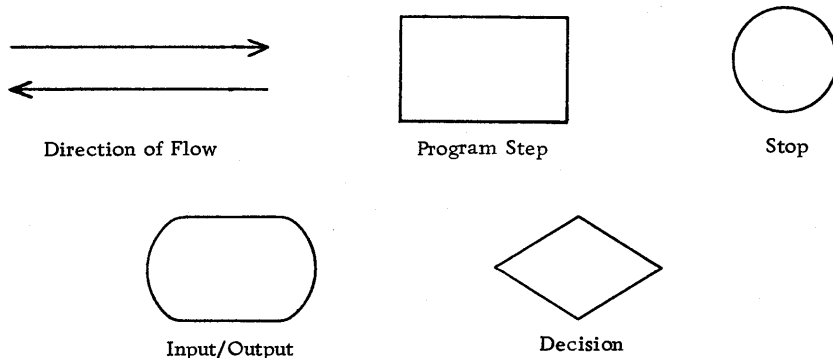 Direction of Flow
Program Step
Stop
Input/Output
Decision